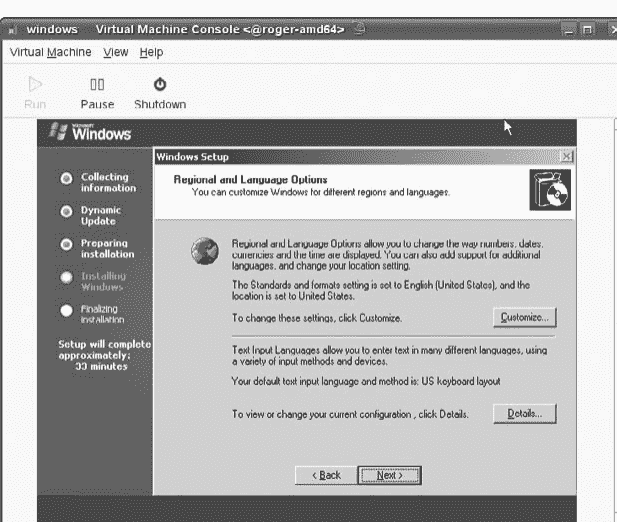 windows Virtual Machine Console <@roger-amd64>
Virtual Machine View Help
Run Pause Shutdown
Microsoft
Windows
Collecting
information
Dynamic
Update
Preparing
installation
Installing
Windows
Finalizing
installation
Setup will complete
approximately:
33 minutes
Windows Setup
Regional and Language Options
You can customize Windows for different regions and languages.
Regional and Language Options allow you to change the way numbers, dates,
currencies and the time are displayed. You can also add support for additional
languages, and change your location setting.
The Standards and formats setting is set to English (United States), and the
location is set to United States.
To change these settings, click Customize.
Customize...
Text Input Languages allow you to enter text in many different languages, using
a variety of input methods and devices.
Your default text input language and method is: US keyboard layout
To view or change your current configuration , click Details.
Details...
< Back Next >